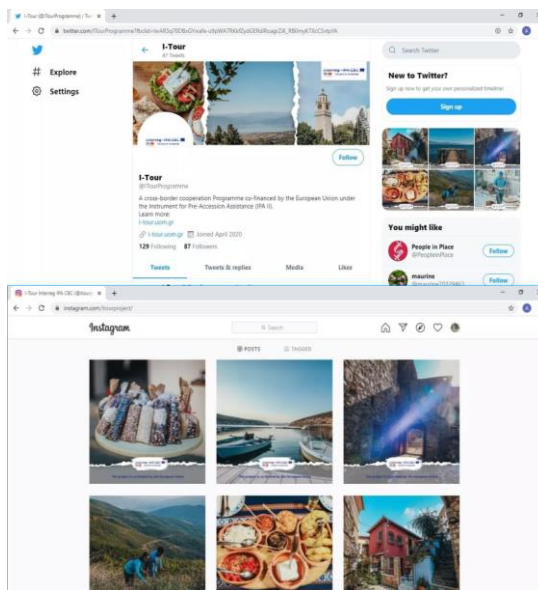 I-Tour (@ITourProgramme) / Tw
I-Tour
87 Tweets
Search Twitter
Explore
Settings
New to Twitter?
Sign up now to get your own personalized timeline!
Sign up
Follow
I-Tour
@ITourProgramme
A cross-border cooperation Programme co-financed by the European Union under
the Instrument for Pre-Accession Assistance (IPA II).
Learn more:
i-tour.uom.gr
i-tour.uom.gr Joined April 2020
129 Following 87 Followers
Tweets Tweets & replies Media Likes
You might like
People in Place
@PeopleinPlace
Follow
maurine
Follow
instagram.com/itourproject/
Instagram
Search
POSTS TAGGED